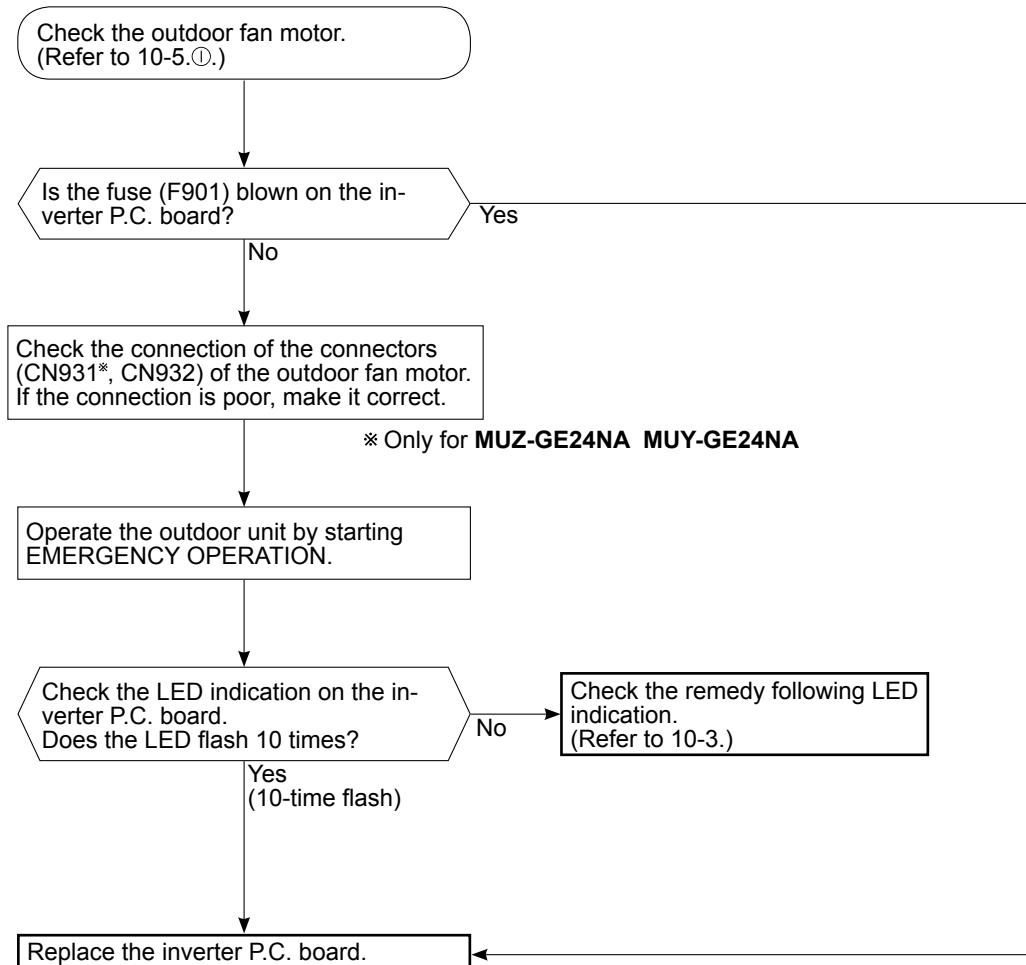 Check the outdoor fan motor.
(Refer to 10-5.Ⓘ.)
Is the fuse (F901) blown on the in-
verter P.C. board?
Yes
No
Check the connection of the connectors
(CN931※, CN932) of the outdoor fan motor.
If the connection is poor, make it correct.
※ Only for MUZ-GE24NA MUY-GE24NA
Operate the outdoor unit by starting
EMERGENCY OPERATION.
Check the LED indication on the in-
verter P.C. board.
Does the LED flash 10 times?
No
Check the remedy following LED
indication.
(Refer to 10-3.)
Yes
(10-time flash)
Replace the inverter P.C. board.